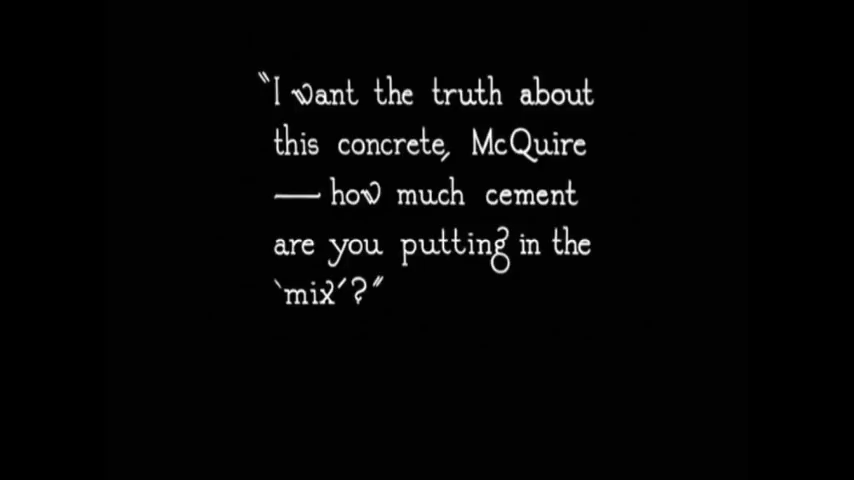 "I want the truth about
this concrete, McQuire
— how much cement
are you putting in the
'mix'?"